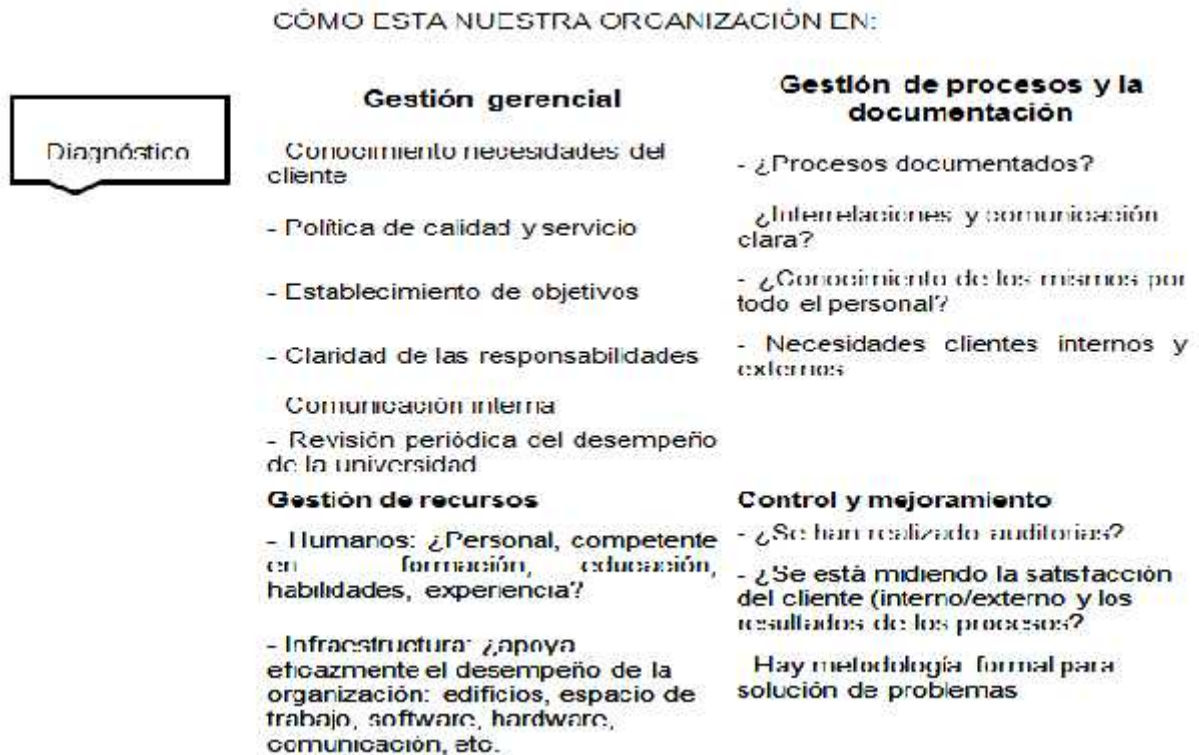 CÓMO ESTA NUESTRA ORGANIZACIÓN EN:
Diagnóstico
Gestión gerencial
Conocimiento necesidades del
cliente
- Política de calidad y servicio
- Establecimiento de objetivos
- Claridad de las responsabilidades
Comunicación interna
- Revisión periódica del desempeño
de la universidad
Gestión de procesos y la
documentación
- ¿Procesos documentados?
¿Interrelaciones y comunicación
clara?
- ¿Conocimiento de los mismos por
todo el personal?
- Necesidades clientes internos y
externos
Gestión de recursos
- Humanos: ¿Personal, competente
en formación, educación,
habilidades, experiencia?
- Infraestructura: ¿apoya
eficazmente el desempeño de la
organización: edificios, espacio de
trabajo, software, hardware,
comunicación, etc.
Control y mejoramiento
- ¿Se han realizado auditorias?
- ¿Se está midiendo la satisfacción
del cliente (interno/externo y los
resultados de los procesos?
Hay metodología formal para
solución de problemas